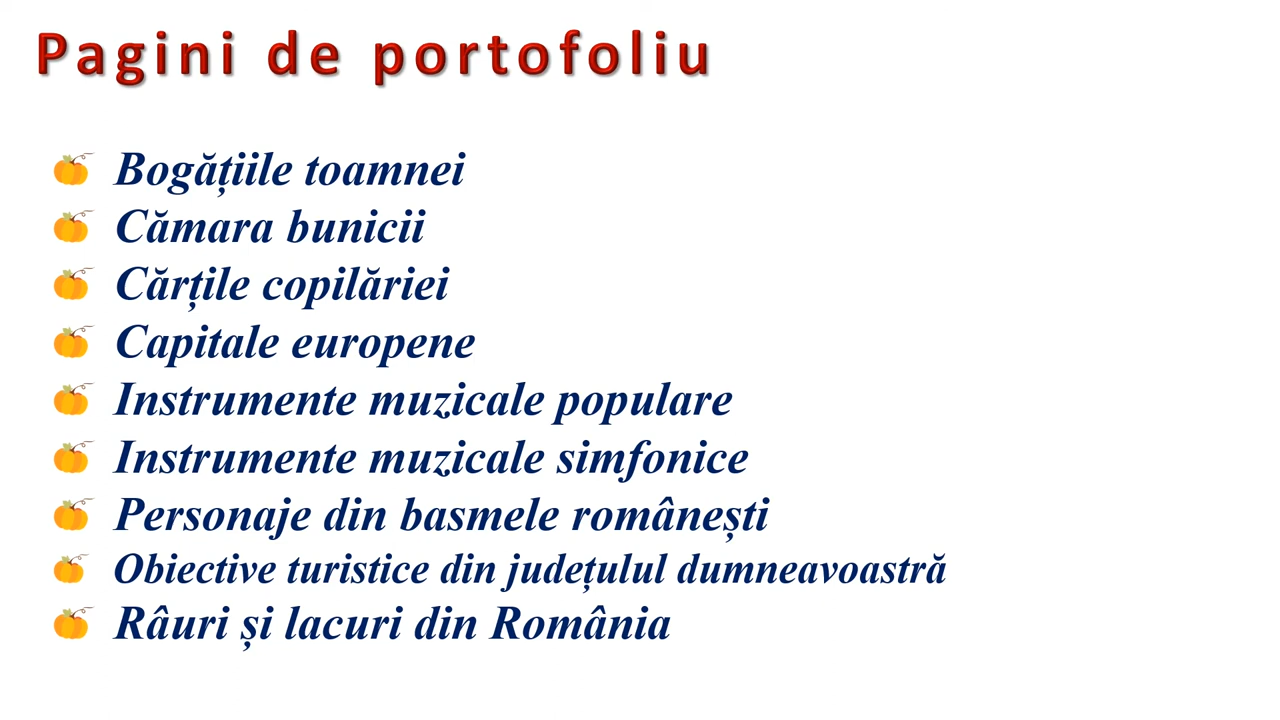 Pagini de portofoliu
Bogățiile toamnei
Cămara bunicii
Cărțile copilăriei
Capitale europene
Instrumente muzicale populare
Instrumente muzicale simfonice
Personaje din basmele românești
Obiective turistice din județulul dumneavoastră
Râuri și lacuri din România